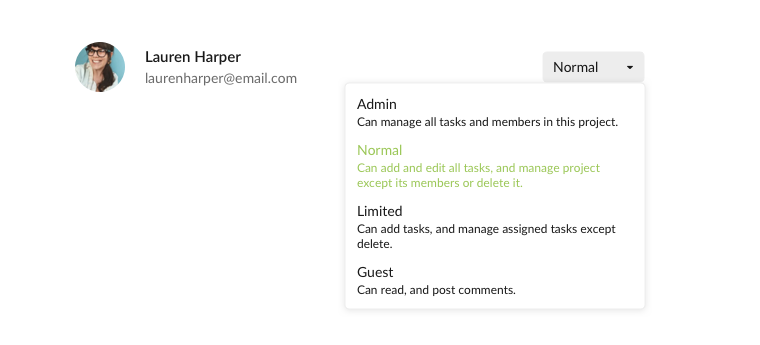 Lauren Harper
laurenharper@email.com
Normal
Admin
Can manage all tasks and members in this project.
Normal
Can add and edit all tasks, and manage project
except its members or delete it.
Limited
Can add tasks, and manage assigned tasks except
delete.
Guest
Can read, and post comments.